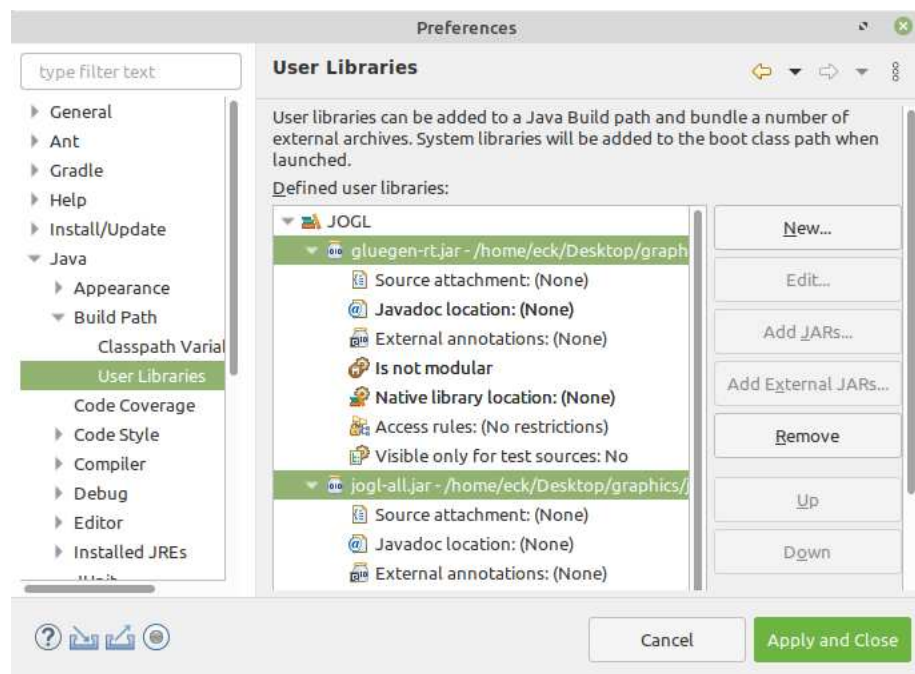 Preferences
type filter text
General
Ant
Gradle
Help
Install/Update
Java
Appearance
Build Path
Classpath Varia
User Libraries
Code Coverage
Code Style
Compiler
Debug
Editor
Installed JREs
User Libraries
User libraries can be added to a Java Build path and bundle a number of
external archives. System libraries will be added to the boot class path when
launched.
Defined user libraries:
JOGL
gluegen-rt.jar - /home/eck/Desktop/graph
Source attachment: (None)
Javadoc location: (None)
External annotations: (None)
Is not modular
Native library location: (None)
Access rules: (No restrictions)
Visible only for test sources: No
jogl-all.jar - /home/eck/Desktop/graphics/j
Source attachment: (None)
Javadoc location: (None)
External annotations: (None)
New...
Edit...
Add JARs...
Add External JARs...
Remove
Up
Down
Cancel
Apply and Close